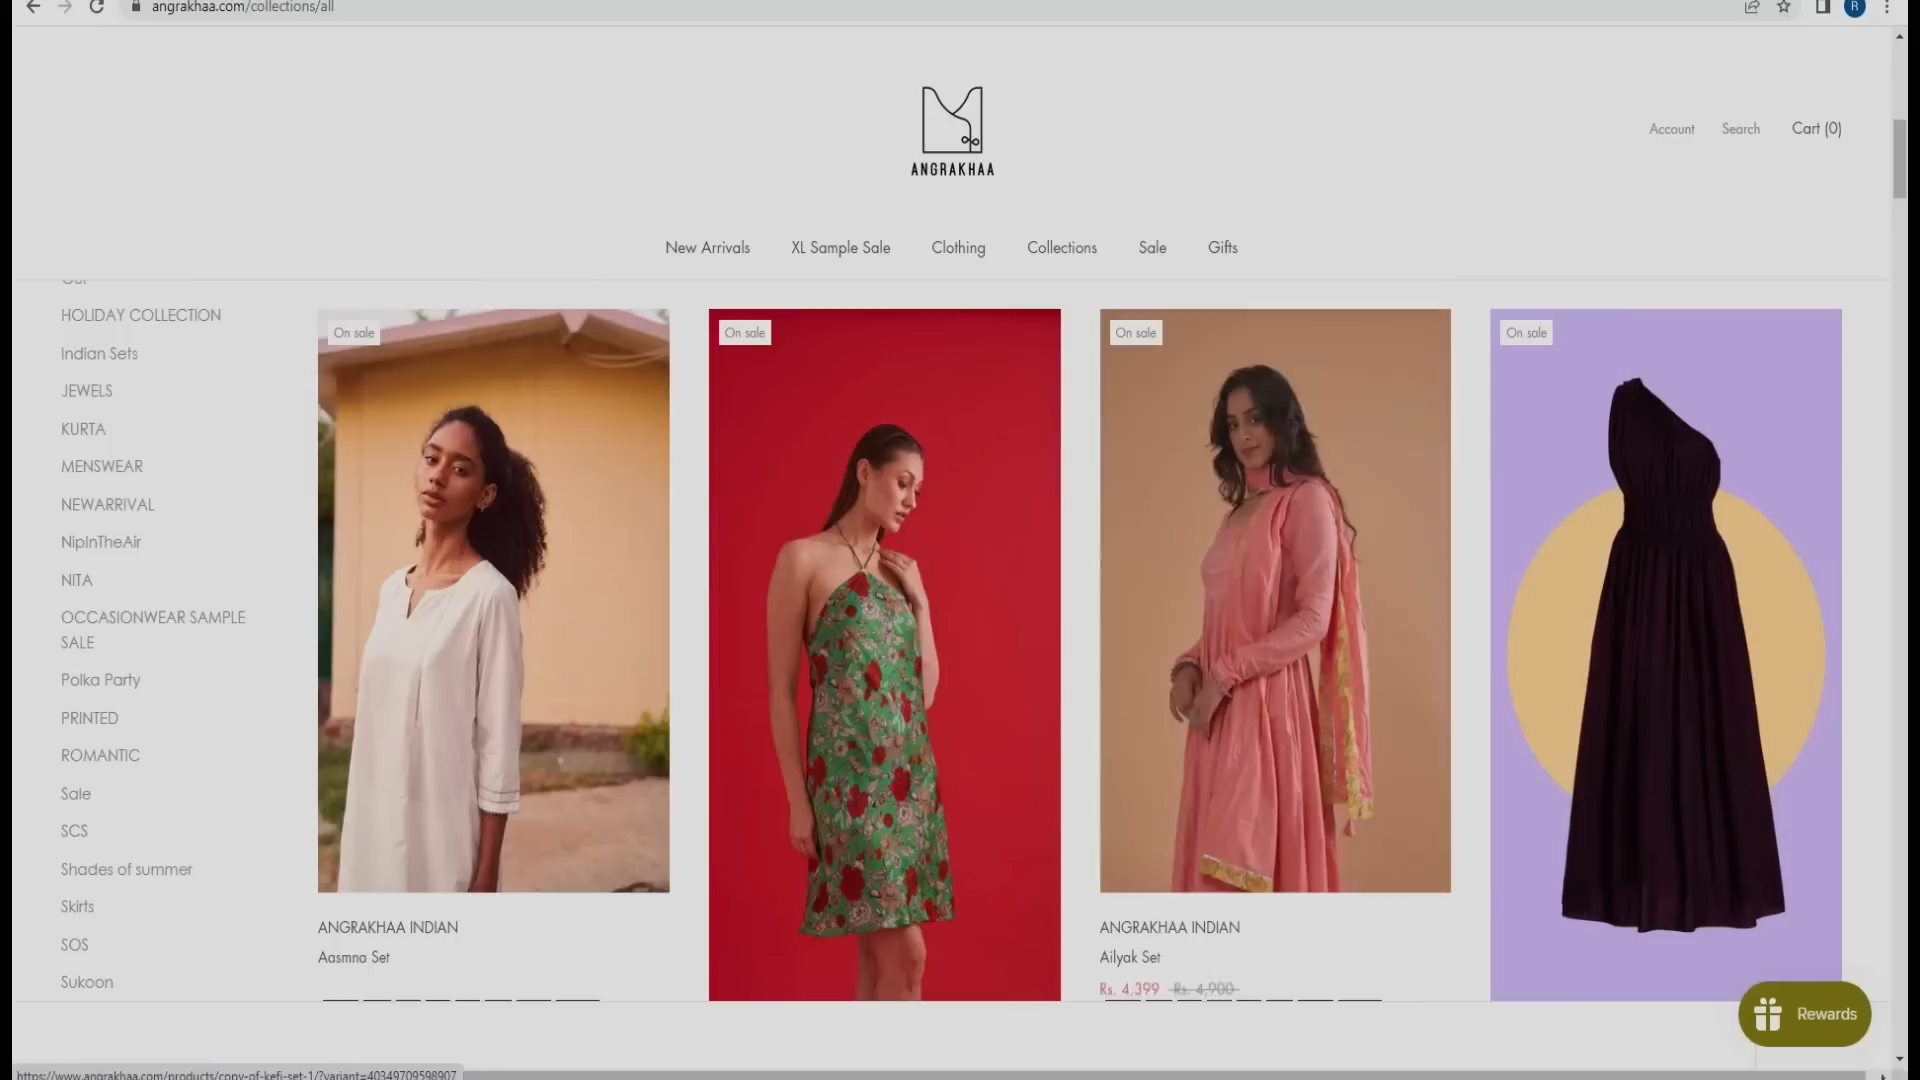 angrakhaa.com/collections/all
R
ANGRAKHAA
Account
Search
Cart (0)
New Arrivals
XL Sample Sale
Clothing
Collections
Sale
Gifts
HOLIDAY COLLECTION
Indian Sets
JEWELS
KURTA
MENSWEAR
NEWARRIVAL
NipInTheAir
NITA
OCCASIONWEAR SAMPLE
SALE
Polka Party
PRINTED
ROMANTIC
Sale
SCS
Shades of summer
Skirts
SOS
Sukoon
On sale
On sale
On sale
On sale
ANGRAKHAA INDIAN
Aasmna Set
ANGRAKHAA INDIAN
Ailyak Set
Rs. 4,399 Rs. 4,900
Rewards
https://www.angrakhaa.com/products/copy-of-kefi-set-1/?variant=40349709598907